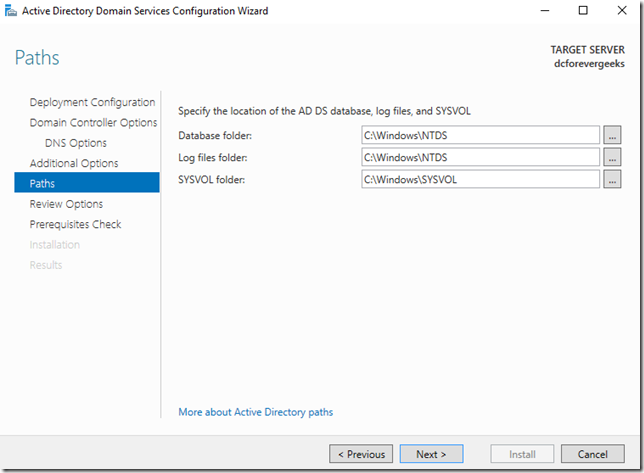 Active Directory Domain Services Configuration Wizard
Paths
TARGET SERVER
dcforevergeeks
Deployment Configuration
Domain Controller Options
DNS Options
Additional Options
Paths
Review Options
Prerequisites Check
Installation
Results
Specify the location of the AD DS database, log files, and SYSVOL
Database folder: C:\Windows\NTDS ...
Log files folder: C:\Windows\NTDS ...
SYSVOL folder: C:\Windows\SYSVOL ...
More about Active Directory paths
< Previous Next > Install Cancel